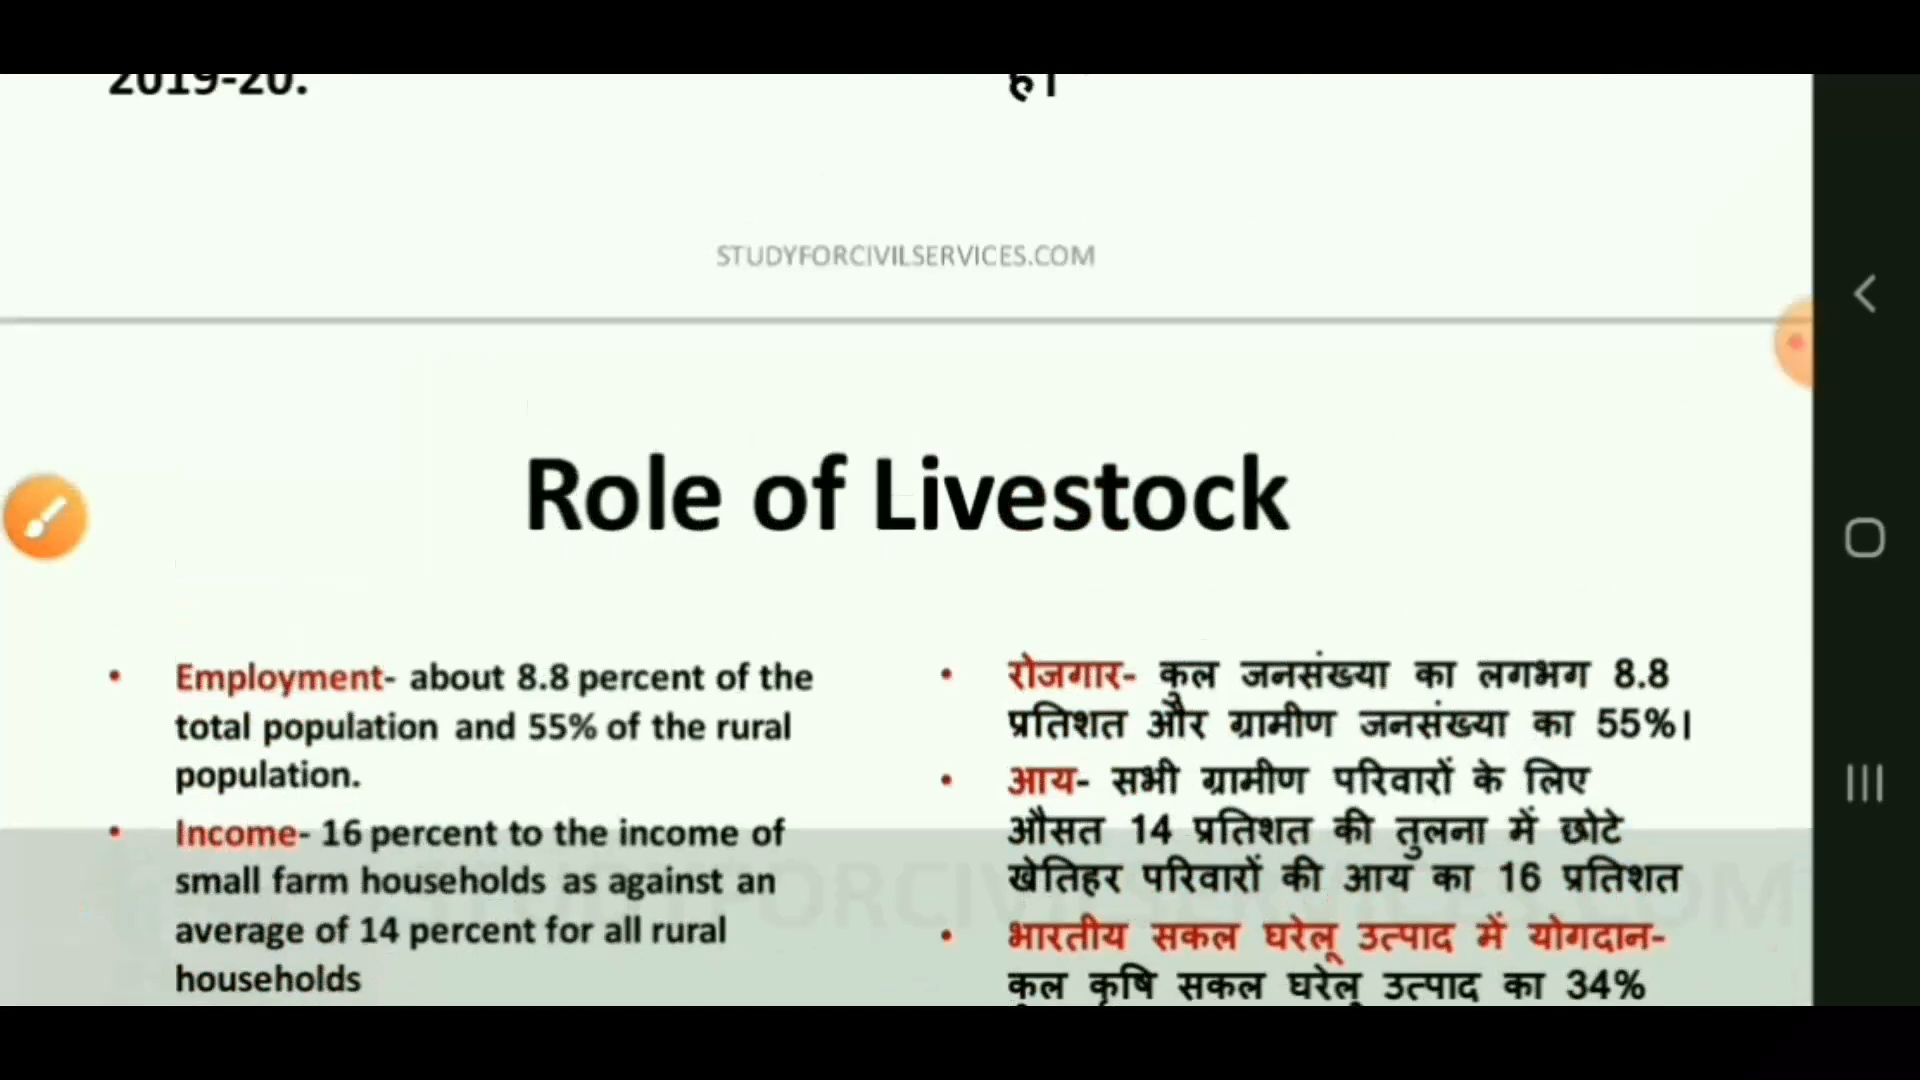 2019-20.
है।
STUDYFORCIVILSERVICES.COM
Role of Livestock
• Employment- about 8.8 percent of the
total population and 55% of the rural
population.
• Income- 16 percent to the income of
small farm households as against an
average of 14 percent for all rural
households
• रोजगार- कुल जनसंख्या का लगभग 8.8
प्रतिशत और ग्रामीण जनसंख्या का 55%।
• आय- सभी ग्रामीण परिवारों के लिए
औसत 14 प्रतिशत की तुलना में छोटे
खेतिहर परिवारों की आय का 16 प्रतिशत
• भारतीय सकल घरेलू उत्पाद में योगदान-
कुल कृषि सकल घरेलू उत्पाद का 34%
STUDYFORCIVILSERVICES.COM